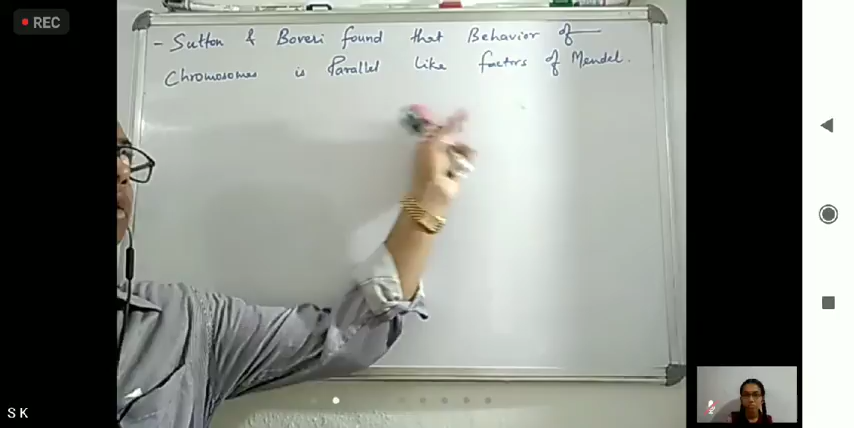 REC
- Sutton & Boveri found that Behavior of
Chromosomes is Parallel like factors of Mendel.
S K